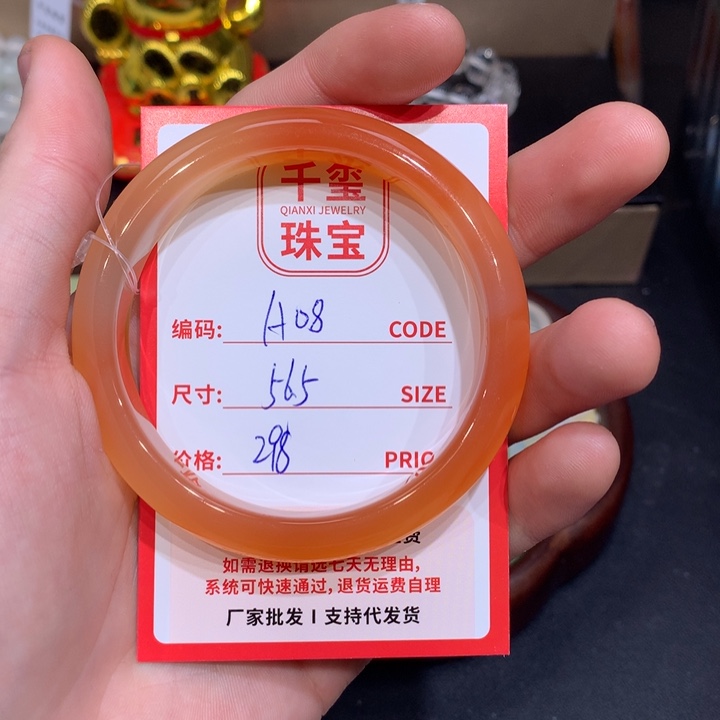 千玺
QIANXI JEWELRY
珠宝
编码: A08 CODE
尺寸: 56.5 SIZE
价格: 298 PRIC
如需退换请选七天无理由,
系统可快速通过, 退货运费自理
厂家批发 I 支持代发货